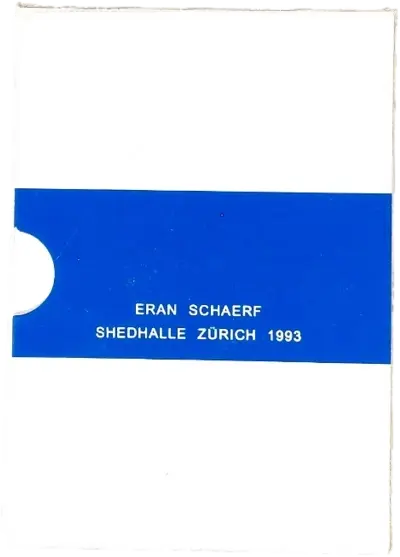 ERAN SCHAERF
SHEDHALLE ZÜRICH 1993